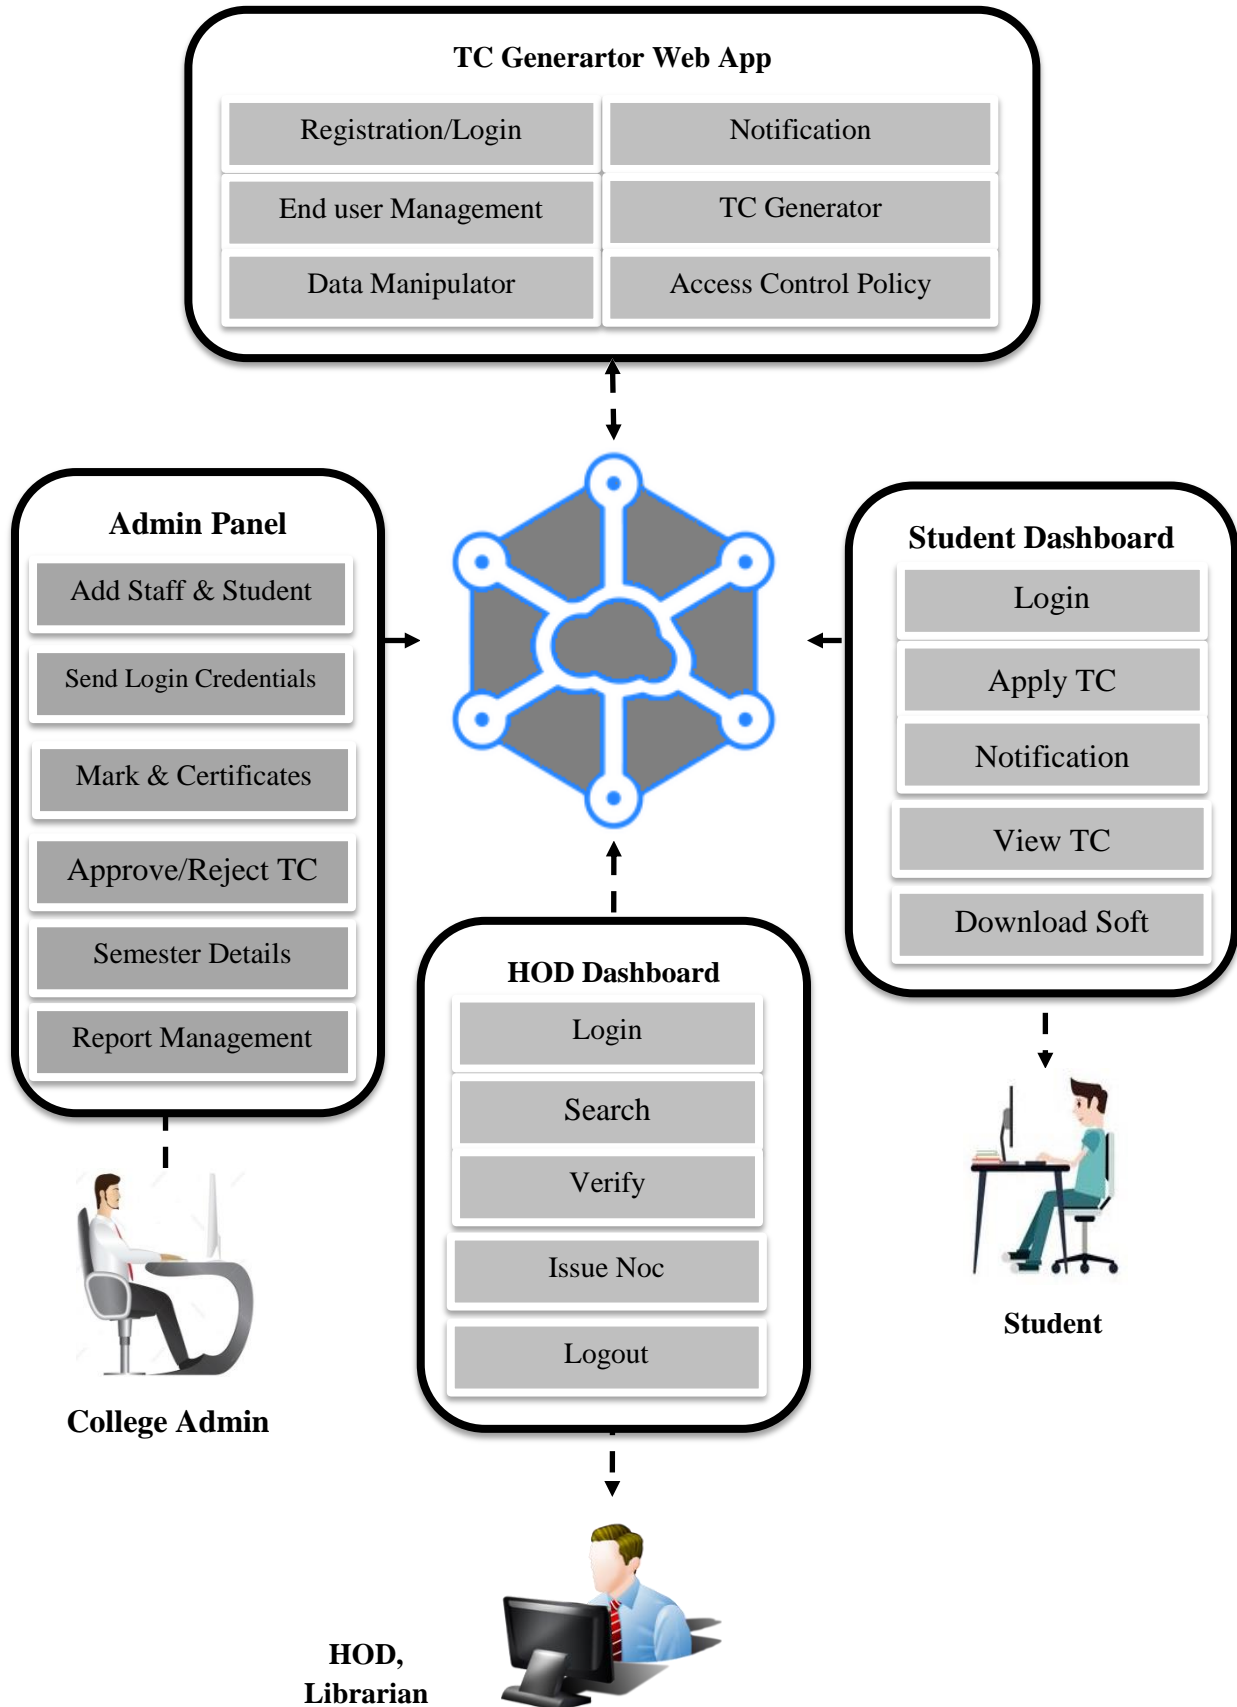 TC Generartor Web App
Registration/Login
Notification
End user Management
TC Generator
Data Manipulator
Access Control Policy
Admin Panel
Add Staff & Student
Send Login Credentials
Mark & Certificates
Approve/Reject TC
Semester Details
Report Management
College Admin
Student Dashboard
Login
Apply TC
Notification
View TC
Download Soft
Student
HOD Dashboard
Login
Search
Verify
Issue Noc
Logout
HOD,
Librarian